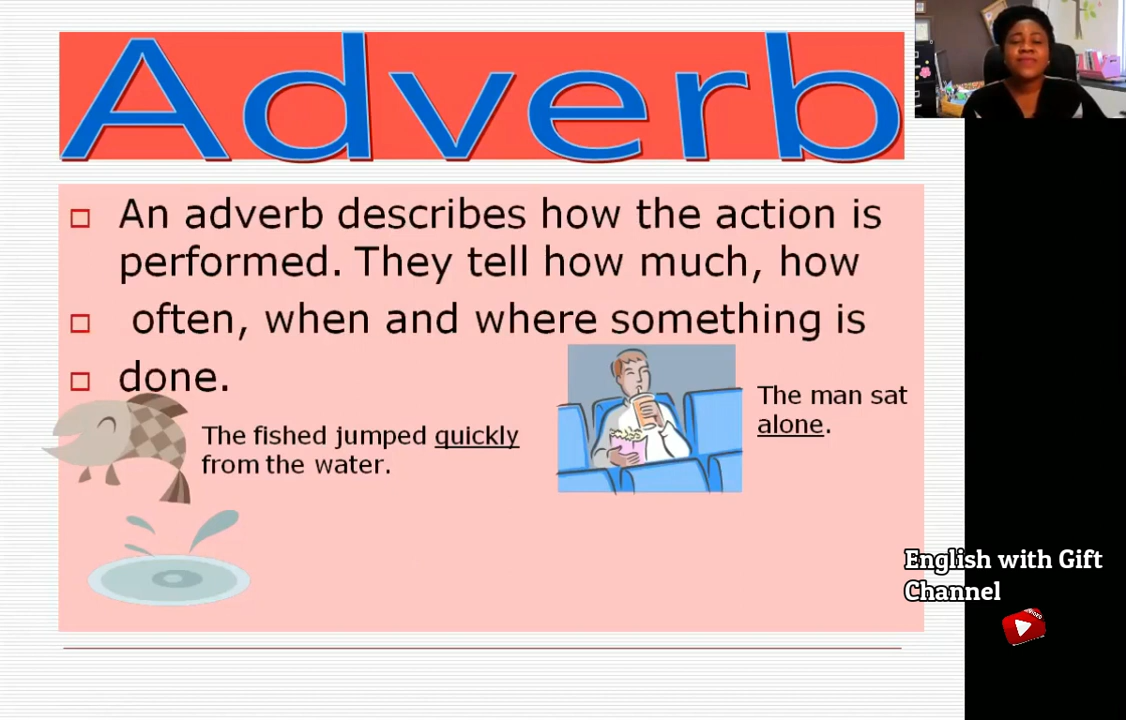 Adverb
An adverb describes how the action is
performed. They tell how much, how
often, when and where something is
done.
The fished jumped quickly
from the water.
The man sat
alone.
English with Gift
Channel